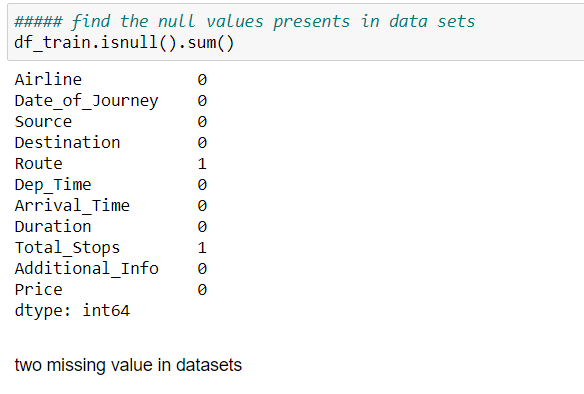 ##### find the null values presents in data sets
df_train.isnull().sum()
Airline 0
Date_of_Journey 0
Source 0
Destination 0
Route 1
Dep_Time 0
Arrival_Time 0
Duration 0
Total_Stops 1
Additional_Info 0
Price 0
dtype: int64
two missing value in datasets